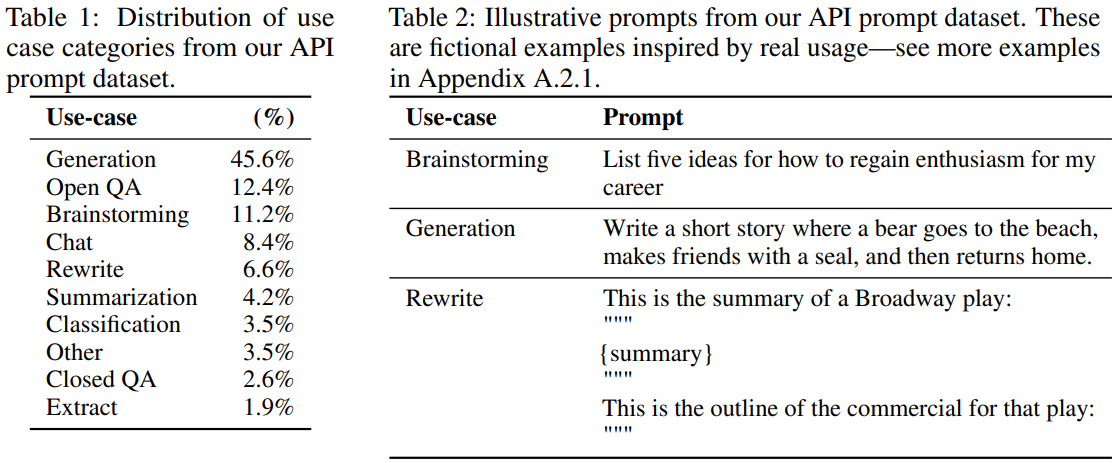 Table 1: Distribution of use
case categories from our API
prompt dataset.
Use-case (%)
Generation 45.6%
Open QA 12.4%
Brainstorming 11.2%
Chat 8.4%
Rewrite 6.6%
Summarization 4.2%
Classification 3.5%
Other 3.5%
Closed QA 2.6%
Extract 1.9%
Table 2: Illustrative prompts from our API prompt dataset. These
are fictional examples inspired by real usage—see more examples
in Appendix A.2.1.
Use-case Prompt
Brainstorming List five ideas for how to regain enthusiasm for my
career
Generation Write a short story where a bear goes to the beach,
makes friends with a seal, and then returns home.
Rewrite This is the summary of a Broadway play:
"""
{summary}
"""
This is the outline of the commercial for that play:
"""